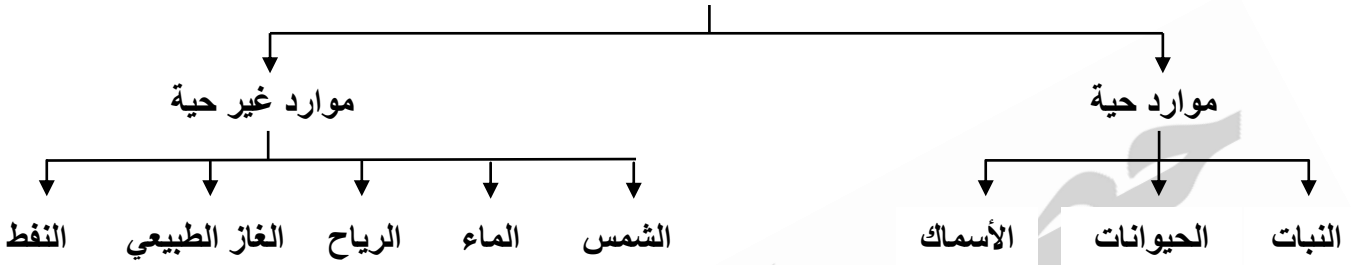 موارد حية موارد غير حية
النبات الحيوانات الأسماك الشمس الماء الرياح الغاز الطبيعي النفط